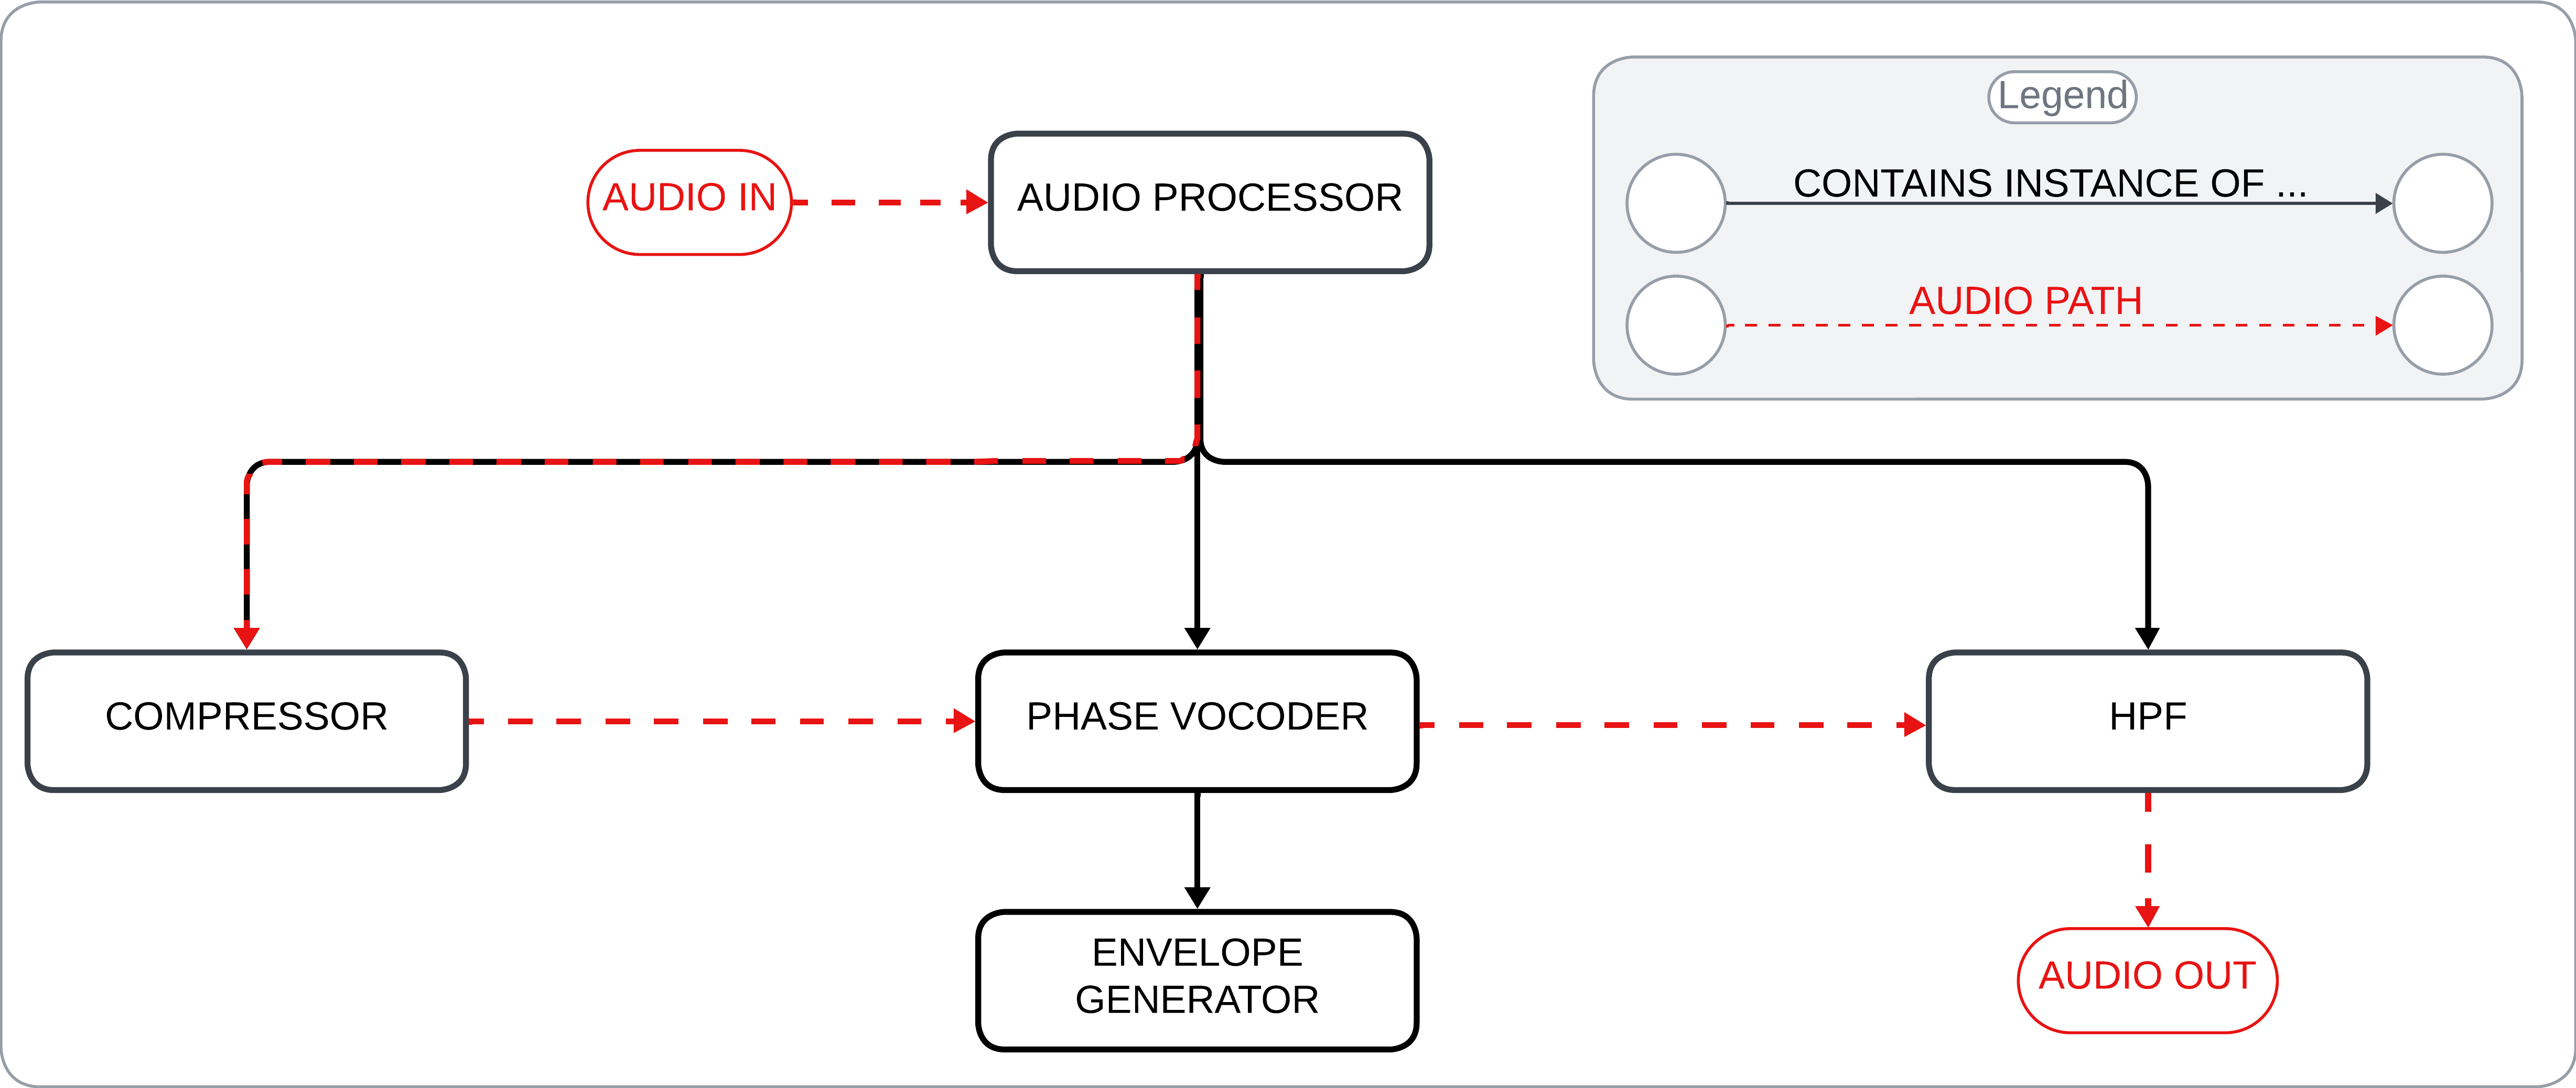 Legend
AUDIO IN
AUDIO PROCESSOR
CONTAINS INSTANCE OF ...
AUDIO PATH
COMPRESSOR
PHASE VOCODER
HPF
ENVELOPE
GENERATOR
AUDIO OUT